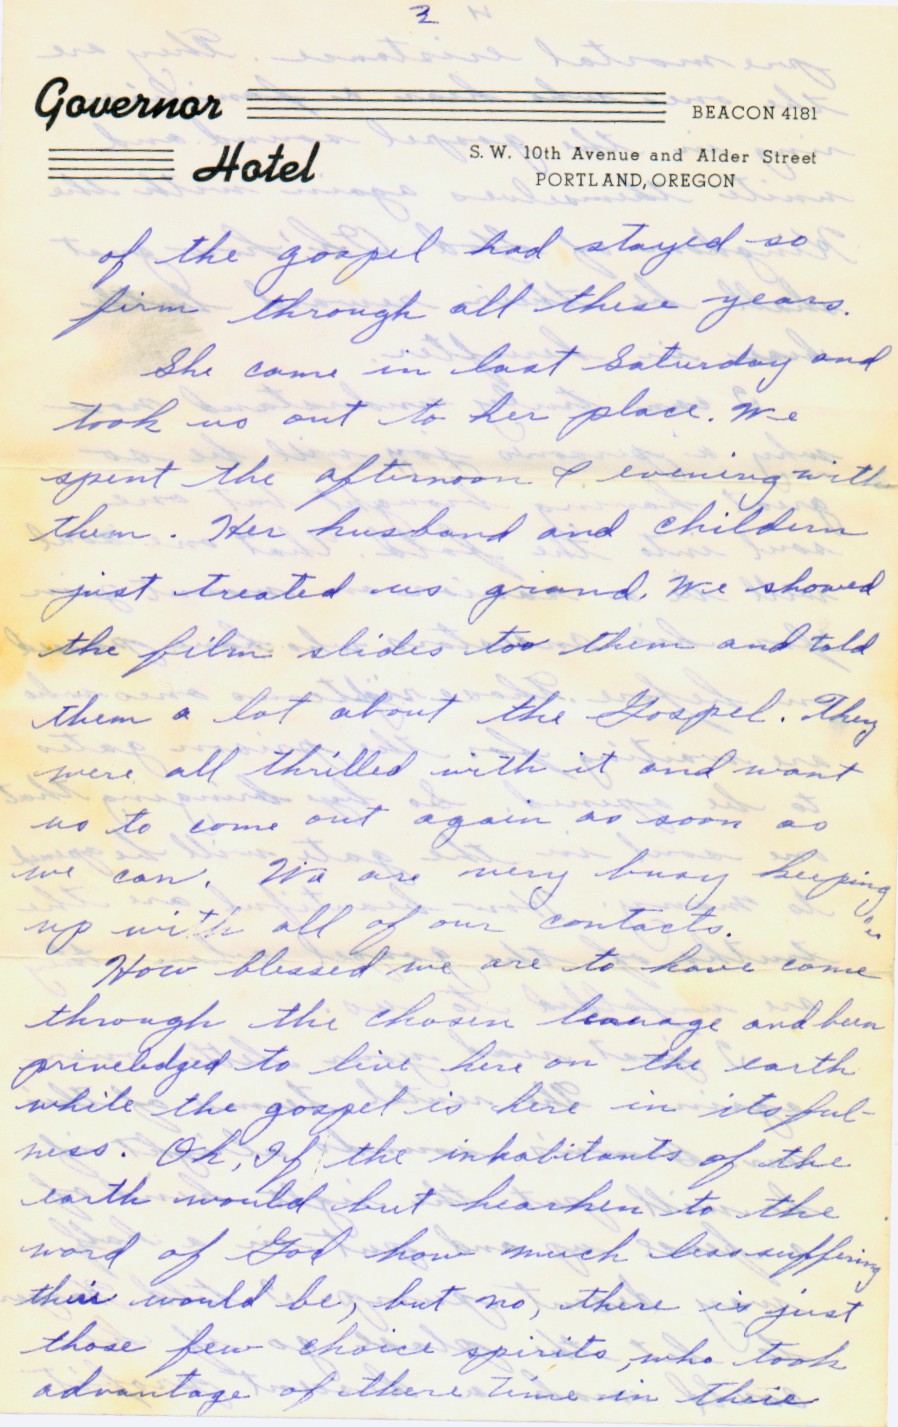 3
Governor
BEACON 4181
Hotel
S. W. 10th Avenue and Alder Street
PORTLAND, OREGON
of the gospel had stayed so
firm through all these years.
She came in last Saturday and
took us out to her place. We
spent the afternoon & evening with
them. Her husband and childern
just treated us grand. We showed
the film slides too them and told
them a lot about the Gospel. They
were all thrilled with it and want
us to come out again as soon as
we can. We are very busy keeping
up with all of our contacts.
How blessed we are to have come
through the chosen and been
priveledged to live here on the earth
while the gospel is here in its ful-
ness. Oh, If the inhabitants of the
earth would but hearken to the
word of God how much less suffering
their would be, but no, there is just
those few choice spirits, who took
advantage of there time in their